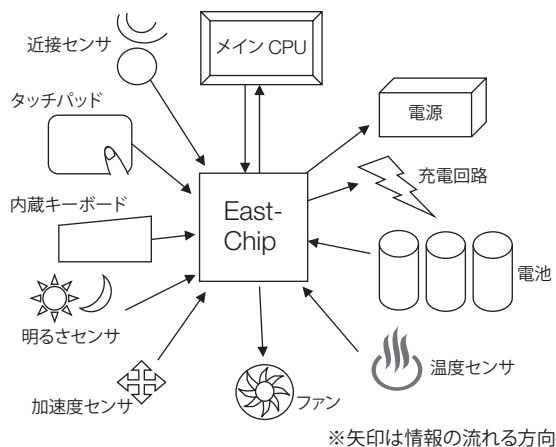 近接センサ
メイン CPU
電源
タッチパッド
充電回路
内蔵キーボード
East-
Chip
電池
明るさセンサ
温度センサ
加速度センサ
ファン
※矢印は情報の流れる方向